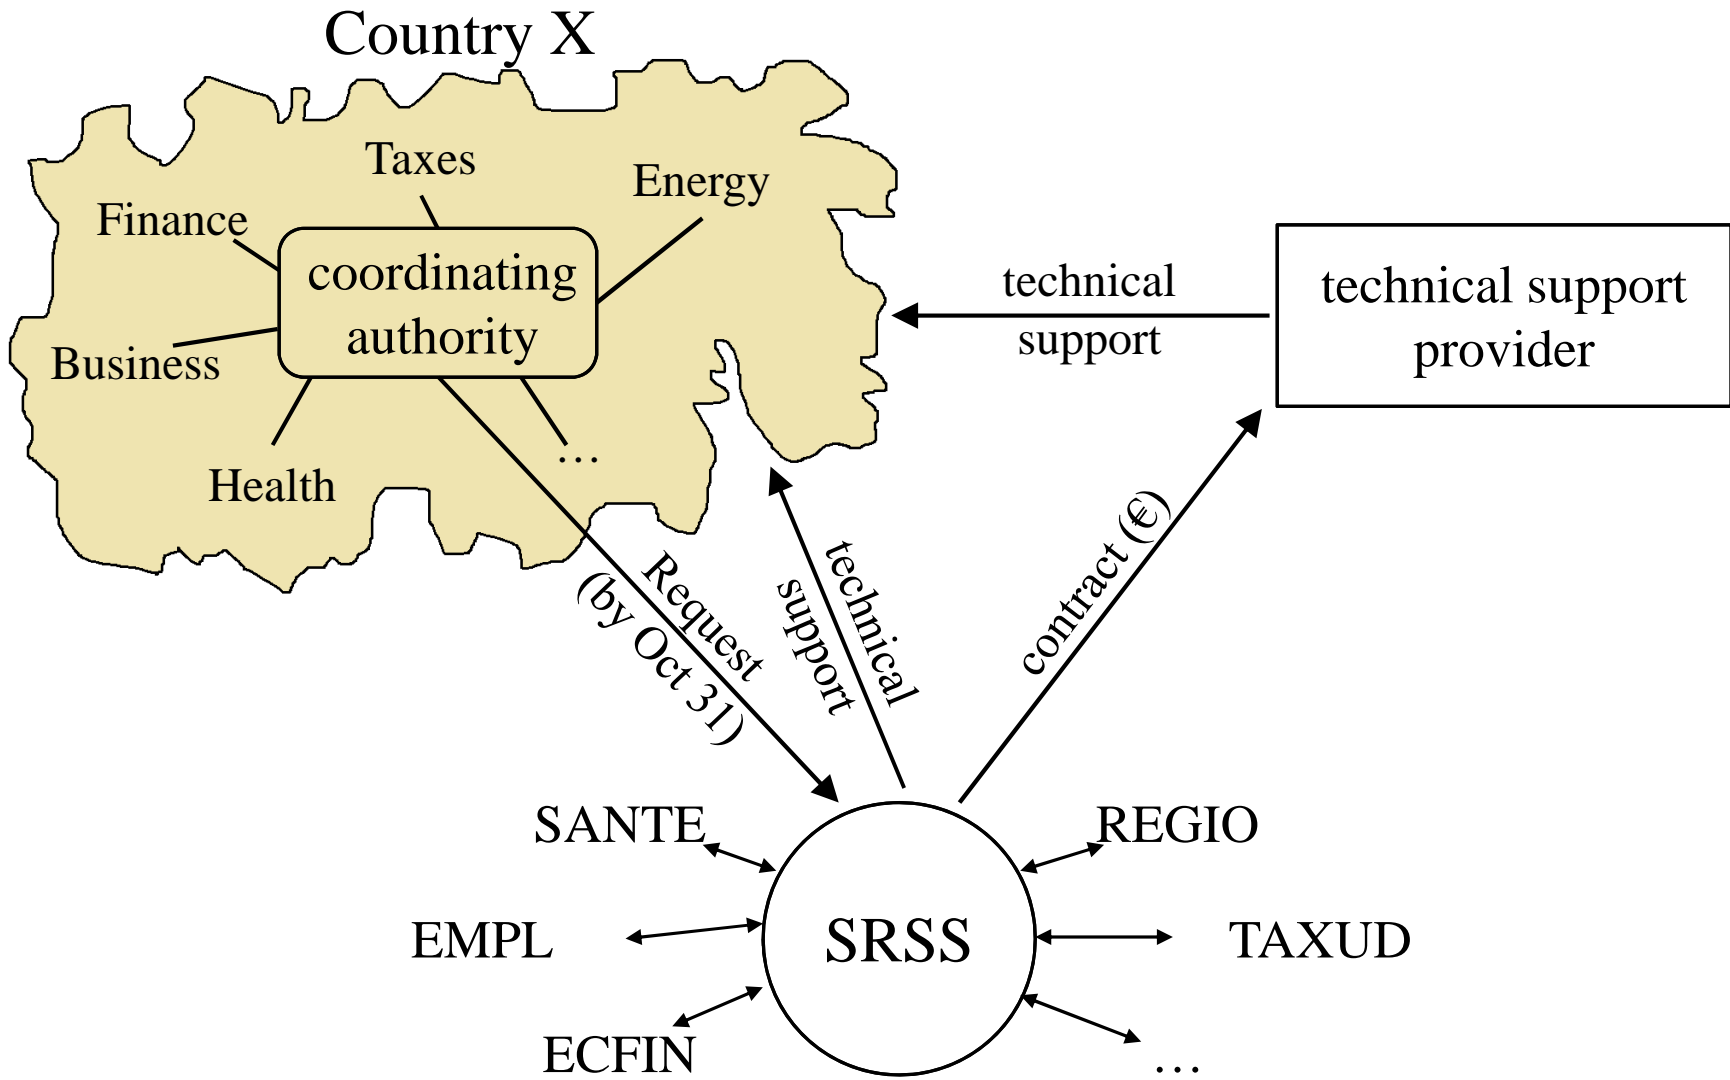 Country X
Taxes
Energy
Finance
coordinating
authority
Business
Health
…
technical
support
technical support
provider
Request
(by Oct 31)
technical
support
contract (€)
SANTE
REGIO
EMPL
SRSS
TAXUD
ECFIN
…